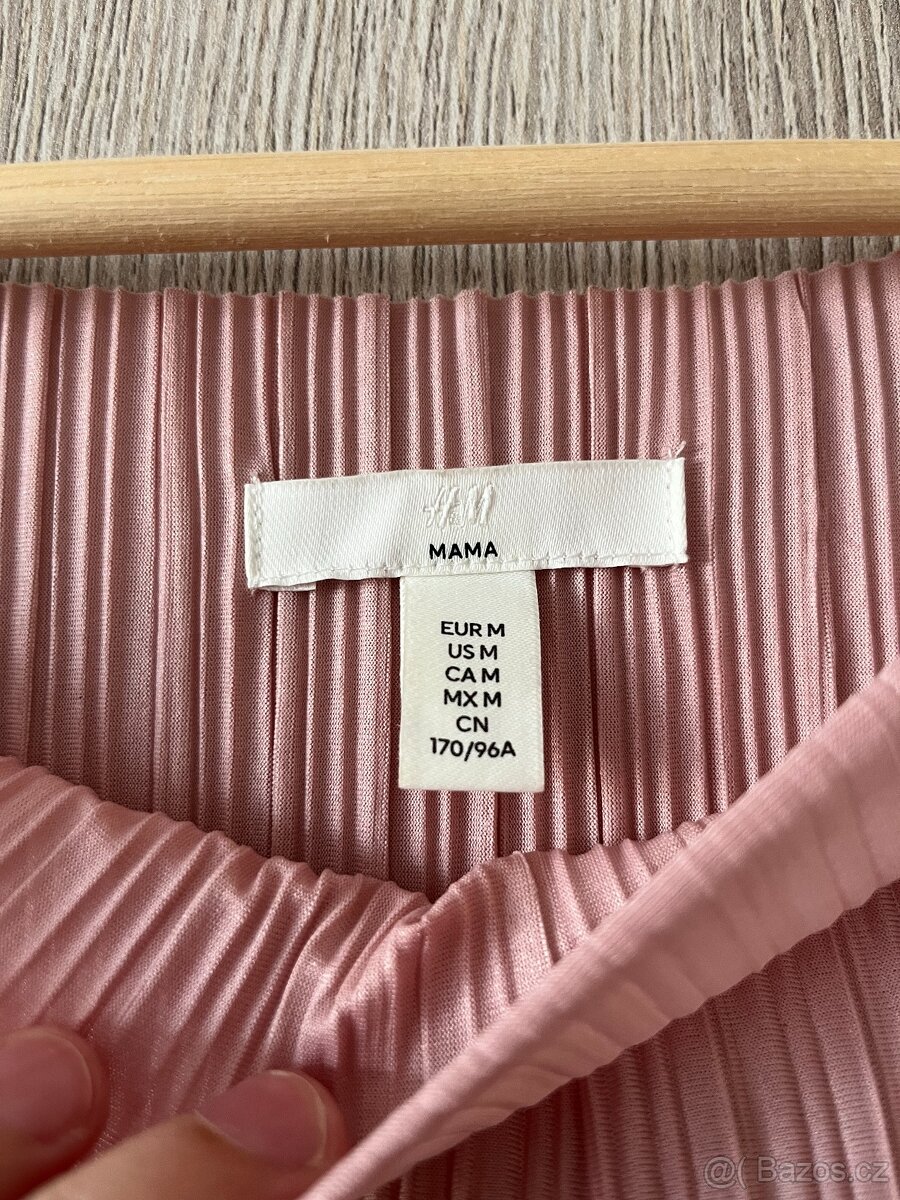 H&M
MAMA
EUR M
US M
CA M
MX M
CN
170/96A
@( Bazos.cz